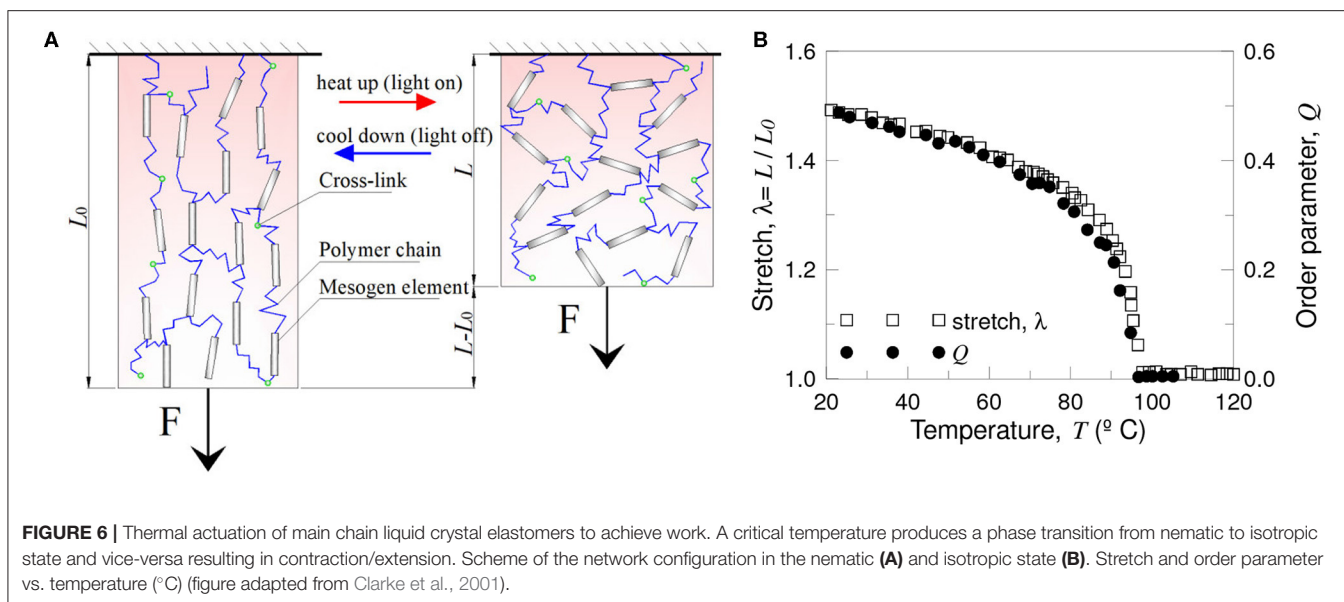 A
heat up (light on)
cool down (light off)
Cross-link
Polymer chain
Mesogen element
L0
L
L-L0
F
F
B
1.6
1.4
1.2
1.0
Stretch, λ= L / L0
0.6
0.4
0.2
0.0
Order parameter, Q
□ □ □ stretch, λ
● ● ● Q
20 40 60 80 100 120
Temperature, T (º C)
FIGURE 6 | Thermal actuation of main chain liquid crystal elastomers to achieve work. A critical temperature produces a phase transition from nematic to isotropic
state and vice-versa resulting in contraction/extension. Scheme of the network configuration in the nematic (A) and isotropic state (B). Stretch and order parameter
vs. temperature (°C) (figure adapted from Clarke et al., 2001).